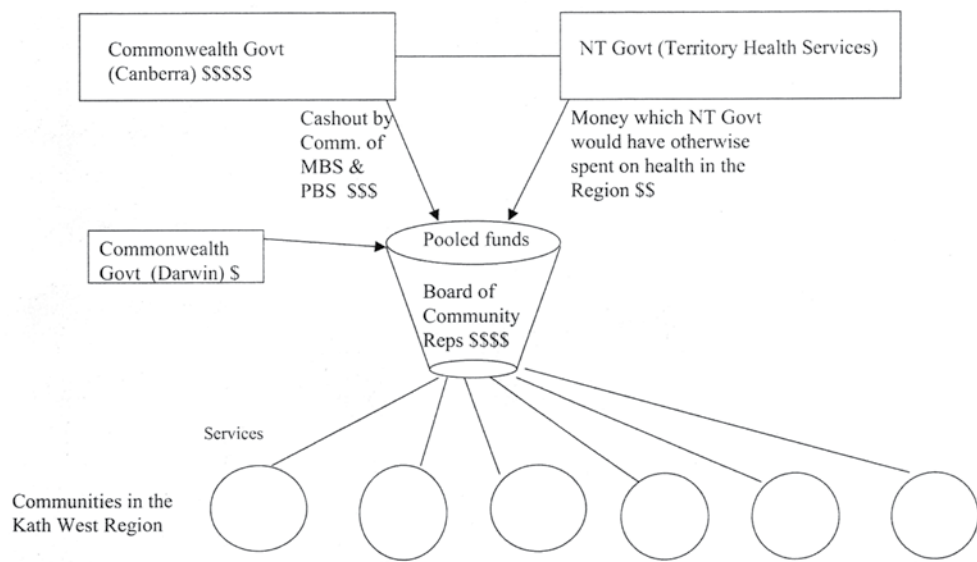 Commonwealth Govt
(Canberra) $$$$$
NT Govt (Territory Health Services)
Cashout by
Comm. of
MBS &
PBS $$$
Money which NT Govt
would have otherwise
spent on health in the
Region $$
Commonwealth
Govt (Darwin) $
Pooled funds
Board of
Community
Reps $$$$
Services
Communities in the
Kath West Region